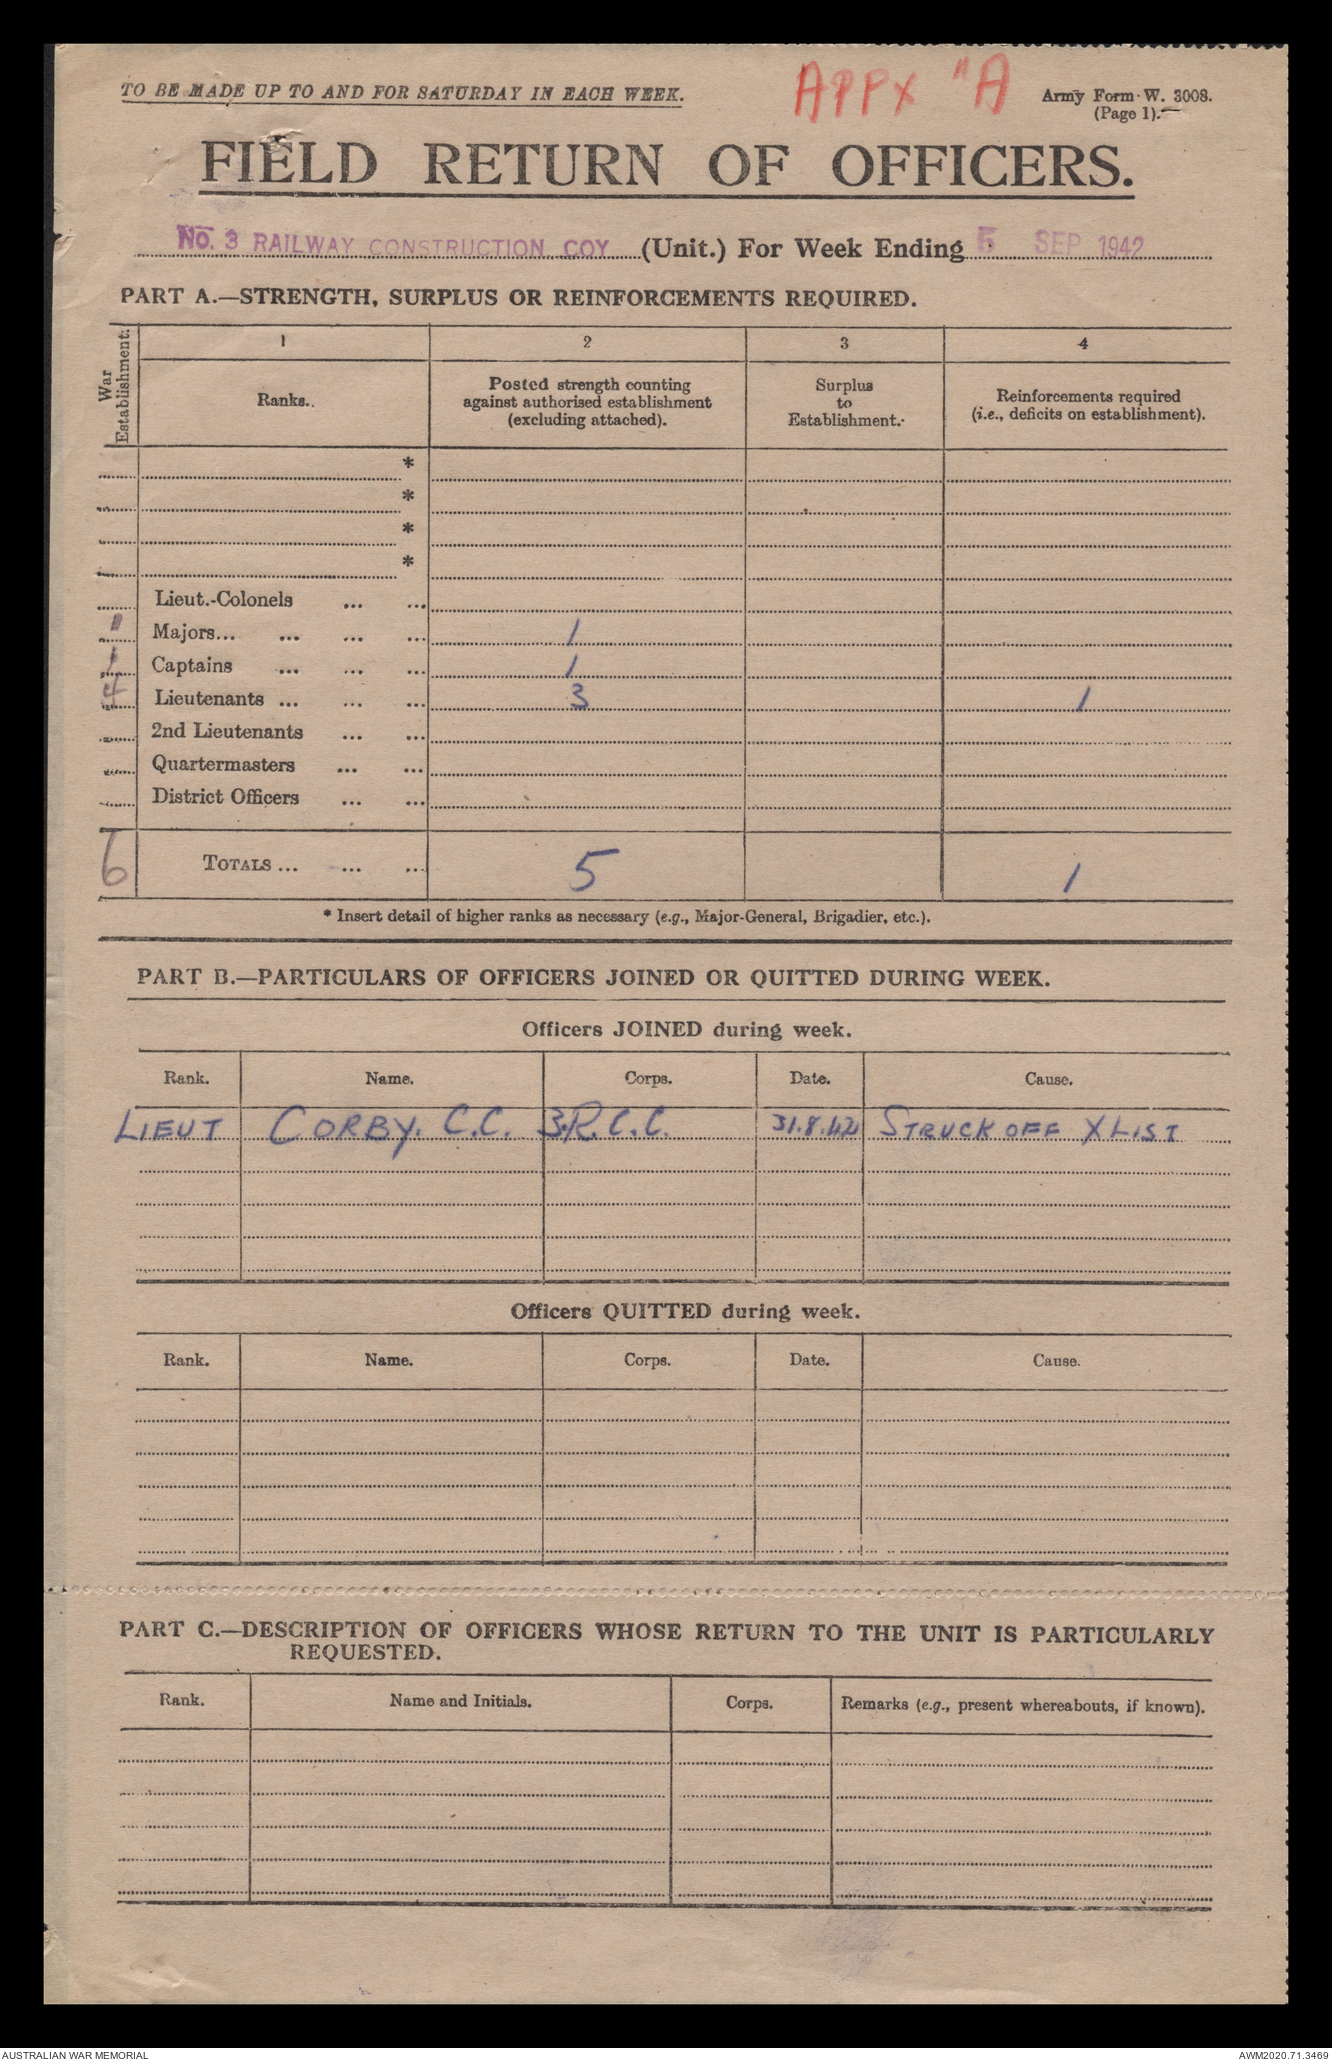 TO BE MADE UP TO AND FOR SATURDAY IN EACH WEEK.
APPX "A
Army Form W. 3008.
(Page 1).
FIELD RETURN OF OFFICERS.
No. 3 RAILWAY CONSTRUCTION COY (Unit.) For Week Ending 5 SEP 1942
PART A.—STRENGTH, SURPLUS OR REINFORCEMENTS REQUIRED.
War Establishment.
1 2 3 4
Ranks.
Posted strength counting against authorised establishment (excluding attached).
Surplus to Establishment.
Reinforcements required (i.e., deficits on establishment).
*
*
*
*
Lieut.-Colonels ... ...
1 Majors... ... ... ... 1
1 Captains ... ... ... 1
4 Lieutenants ... ... ... 3 1
2nd Lieutenants ... ...
Quartermasters ... ...
District Officers ... ...
6 TOTALS ... ... ... 5 1
* Insert detail of higher ranks as necessary (e.g., Major-General, Brigadier, etc.).
PART B.—PARTICULARS OF OFFICERS JOINED OR QUITTED DURING WEEK.
Officers JOINED during week.
Rank. Name. Corps. Date. Cause.
LIEUT CORBY. C.C. 3.R.C.C. 31.8.42 STRUCK OFF X LIST
Officers QUITTED during week.
Rank. Name. Corps. Date. Cause.
PART C.—DESCRIPTION OF OFFICERS WHOSE RETURN TO THE UNIT IS PARTICULARLY
REQUESTED.
Rank. Name and Initials. Corps. Remarks (e.g., present whereabouts, if known).
AUSTRALIAN WAR MEMORIAL AWM2020.71.3469